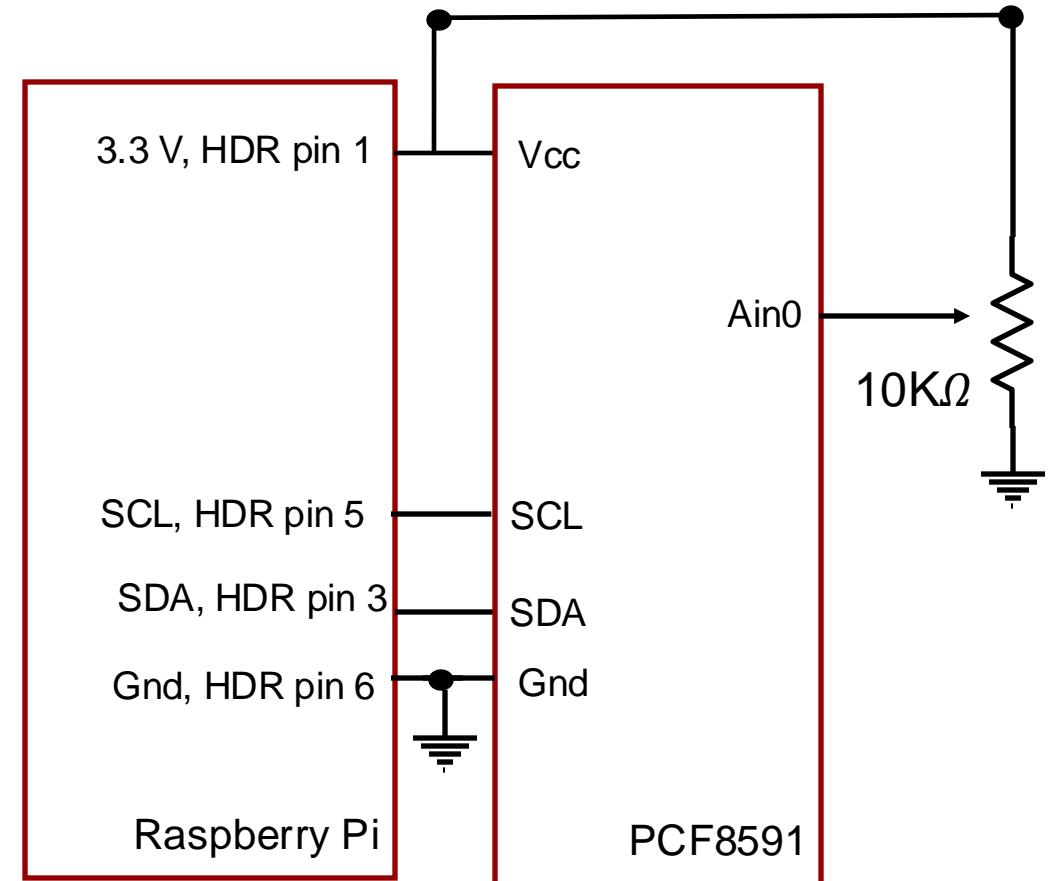 3.3 V, HDR pin 1
Vcc
Ain0
10KΩ
SCL, HDR pin 5
SCL
SDA, HDR pin 3
SDA
Gnd, HDR pin 6
Gnd
Raspberry Pi
PCF8591